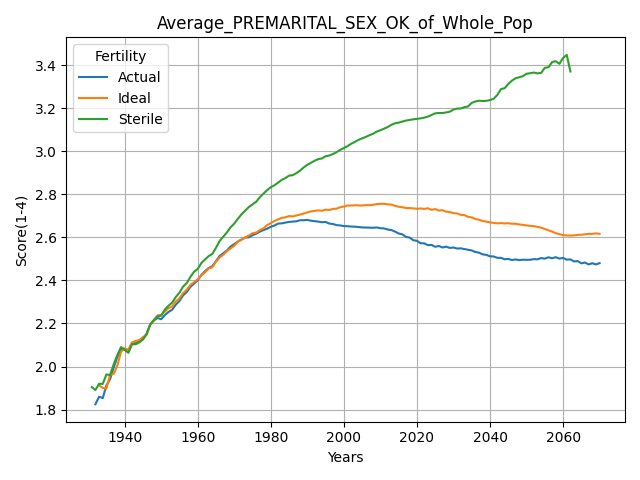 Average_PREMARITAL_SEX_OK_of_Whole_Pop
Fertility
Actual
Ideal
Sterile
Score(1-4)
3.4
3.2
3.0
2.8
2.6
2.4
2.2
2.0
1.8
1940 1960 1980 2000 2020 2040 2060
Years